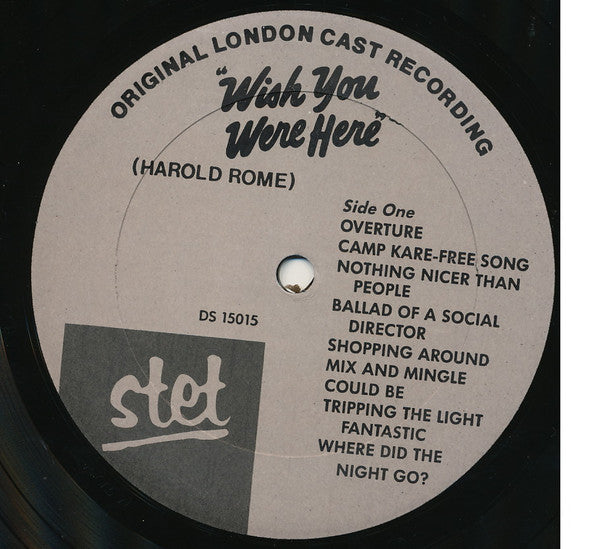 ORIGINAL LONDON CAST RECORDING
"Wish You
Were Here"
(HAROLD ROME)
Side One
OVERTURE
CAMP KARE-FREE SONG
NOTHING NICER THAN
PEOPLE
BALLAD OF A SOCIAL
DIRECTOR
SHOPPING AROUND
MIX AND MINGLE
COULD BE
TRIPPING THE LIGHT
FANTASTIC
WHERE DID THE
NIGHT GO?
DS 15015
stet